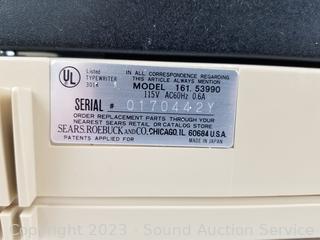 UL
Listed
TYPEWRITER
3014
IN ALL CORRESPONDENCE REGARDING
THIS ARTICLE ALWAYS MENTION
MODEL 161.53990
115V AC60Hz 0.6A
SERIAL # 0170442Y
ORDER REPLACEMENT PARTS THROUGH YOUR
NEAREST SEARS RETAIL OR CATALOG STORE
SEARS, ROEBUCK AND CO. CHICAGO, IL 60684 U.S.A.
PATENTS APPLIED FOR
MADE IN JAPAN
Copyright 2023 - Sound Auction Service